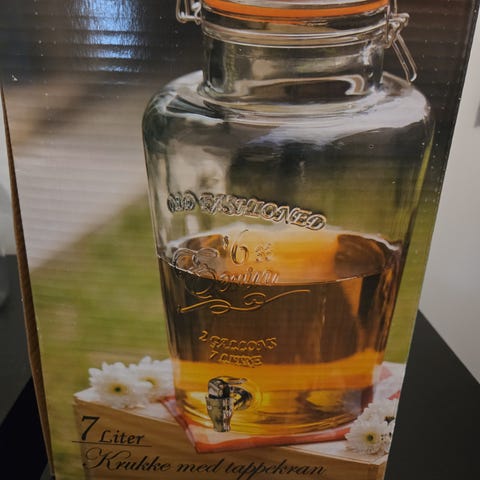 OLD FASHIONED
2 GALLONS
7 LITRE
7 Liter
Krukke med tappekran